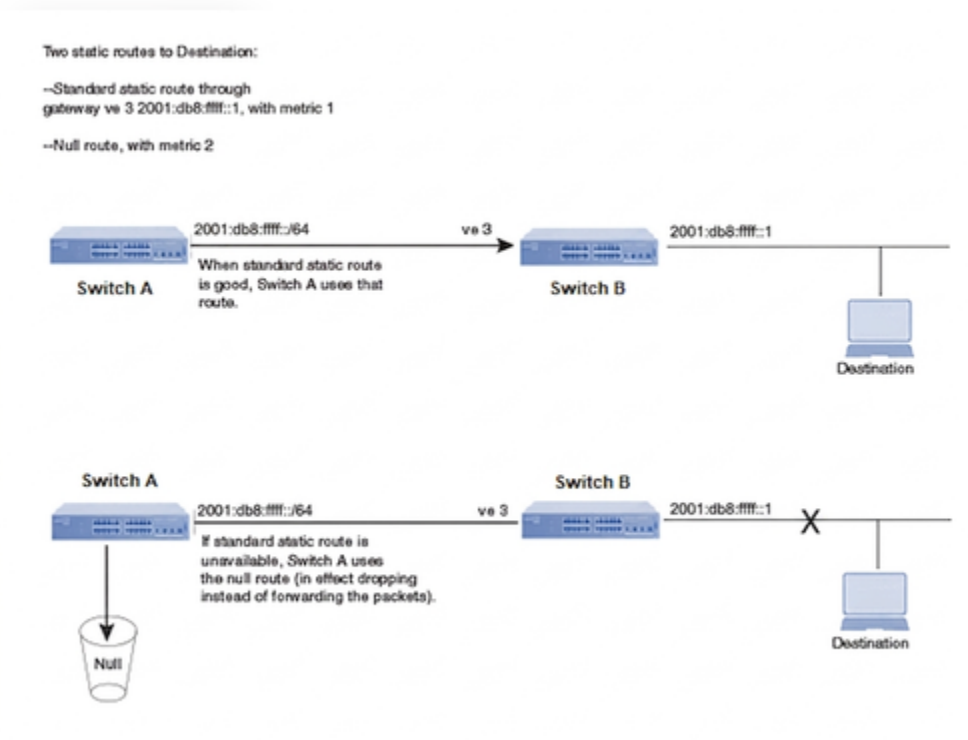 Two static routes to Destination:
--Standard static route through
gateway ve 3 2001:db8:ffff::1, with metric 1
--Null route, with metric 2
2001:db8:ffff::/64
ve 3
2001:db8:ffff::1
When standard static route
is good, Switch A uses that
route.
Switch A
Switch B
Destination
Switch A
Switch B
2001:db8:ffff::/64
ve 3
2001:db8:ffff::1
X
If standard static route is
unavailable, Switch A uses
the null route (in effect dropping
instead of forwarding the packets).
Null
Destination